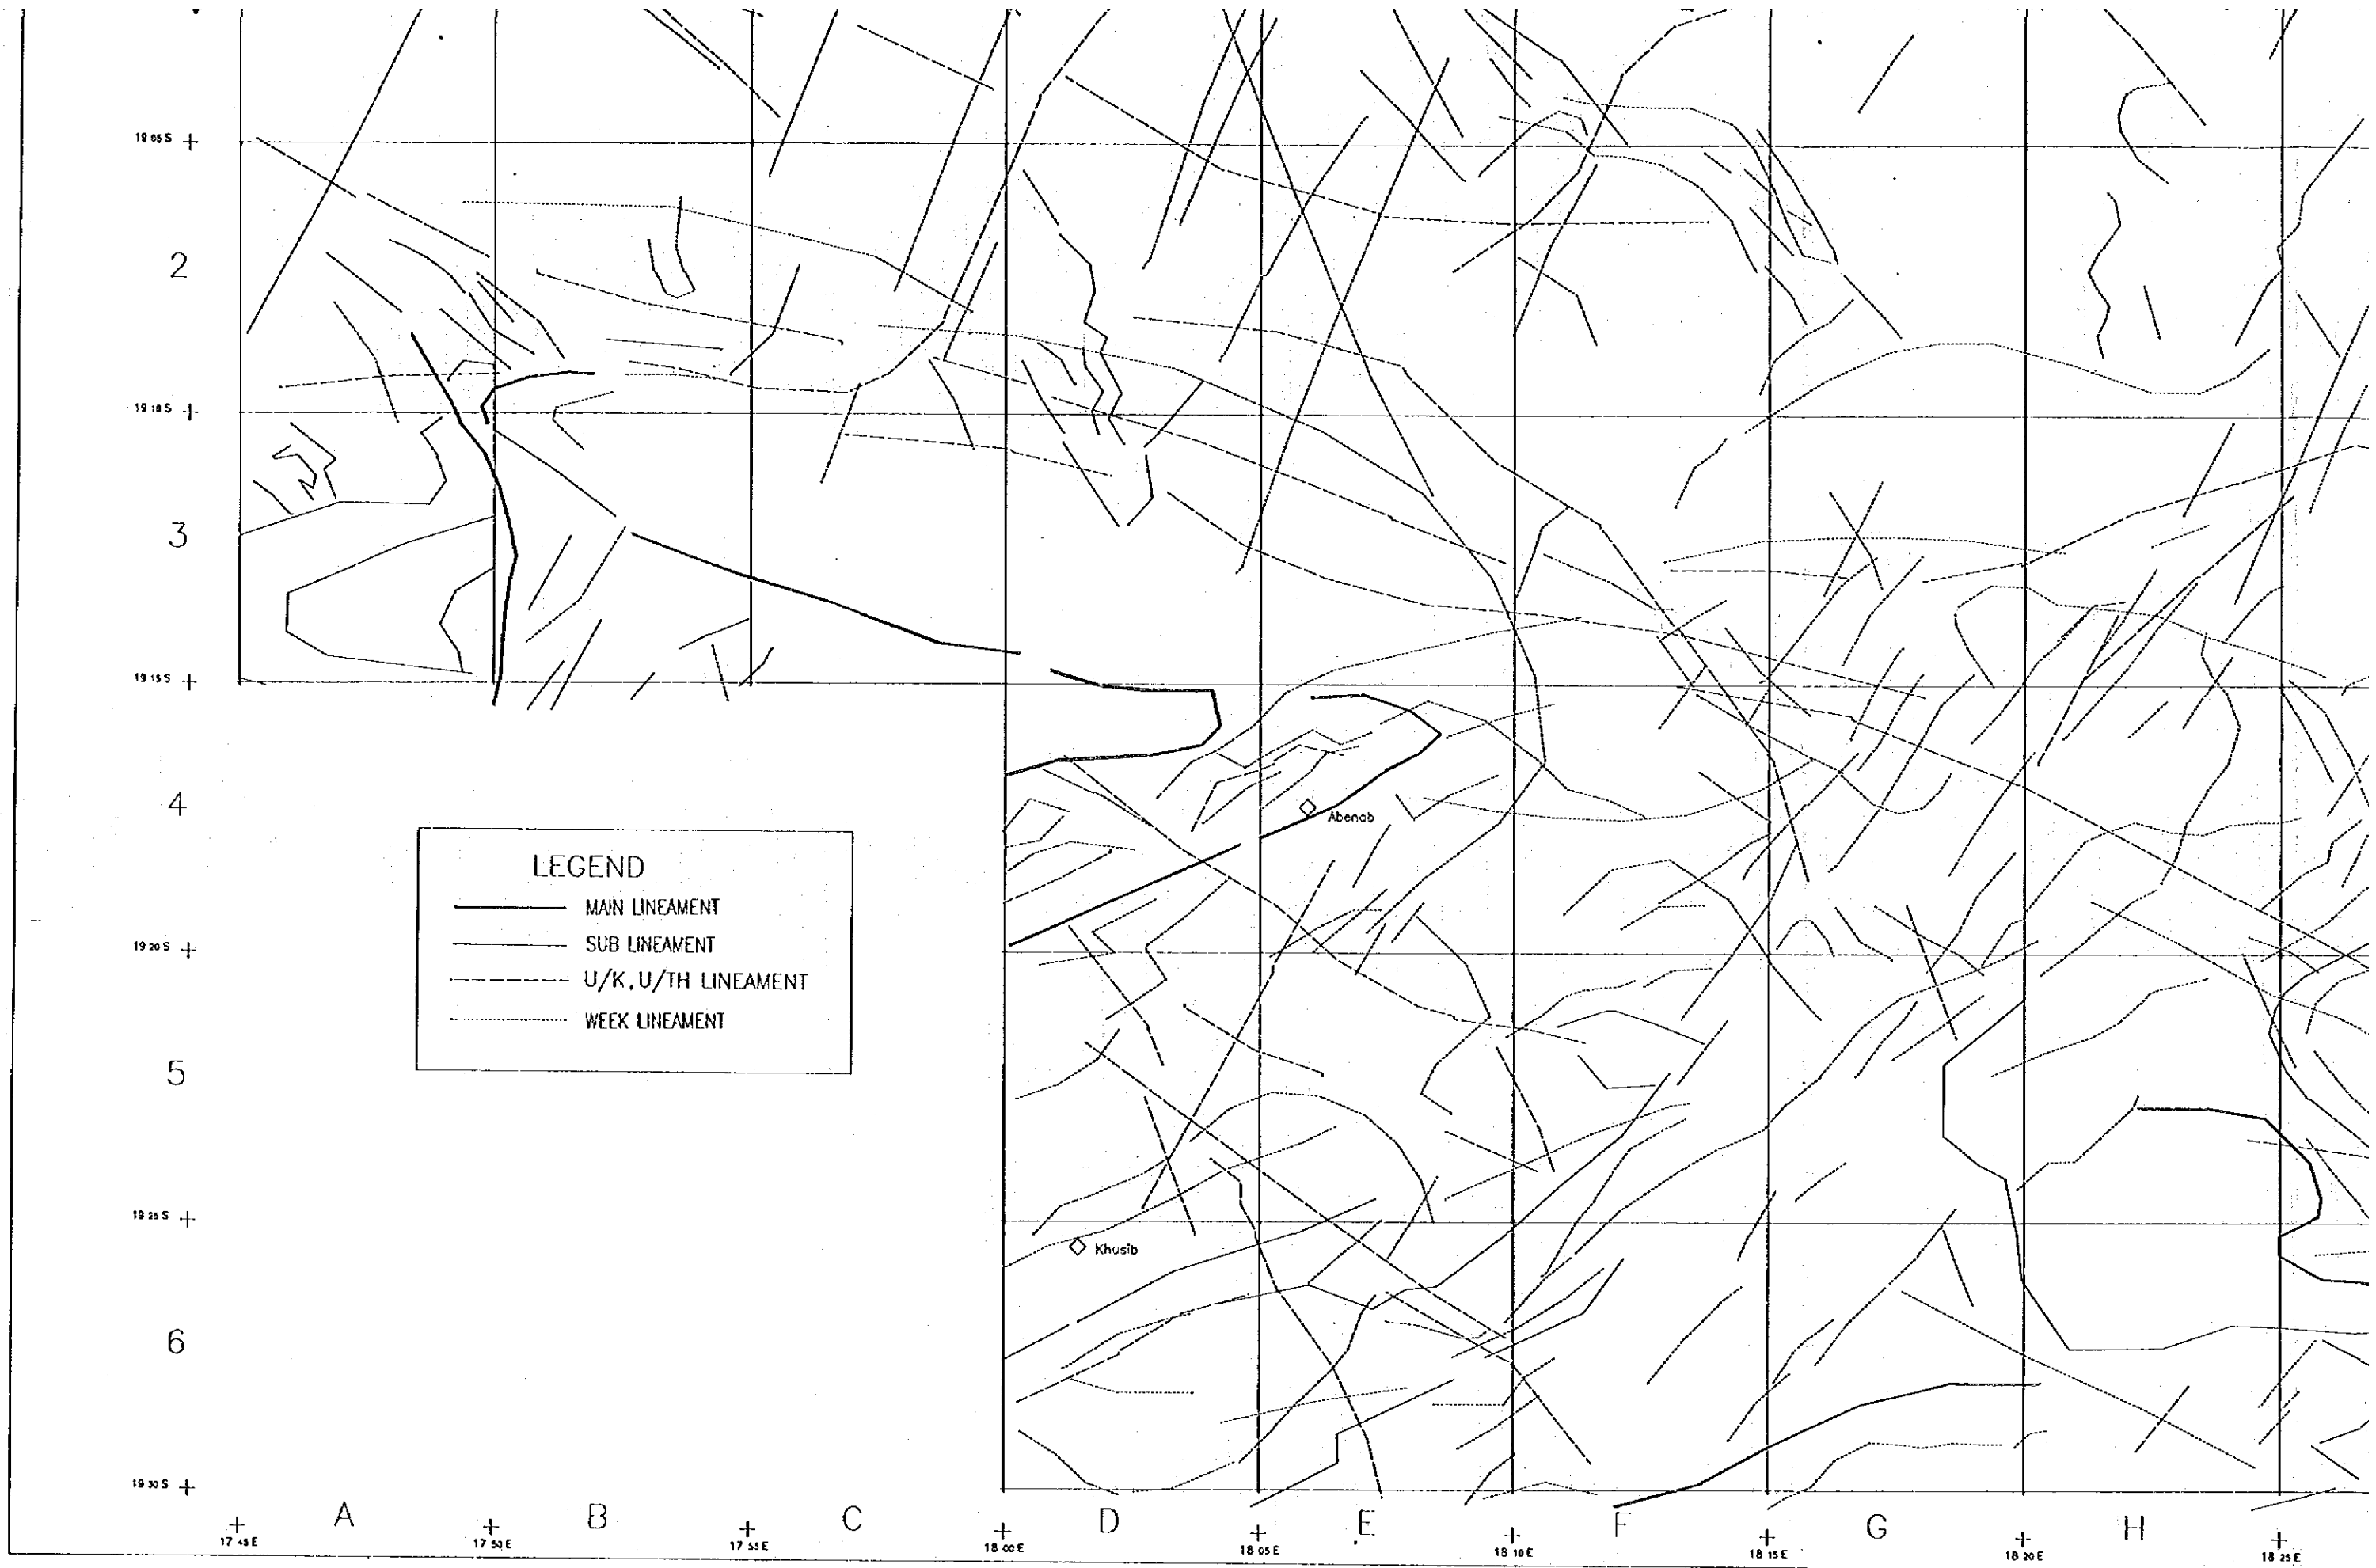 19 05 S
2
19 10 S
3
19 15 S
4
Abenab
LEGEND
MAIN LINEAMENT
SUB LINEAMENT
U/K, U/TH LINEAMENT
WEEK LINEAMENT
19 20 S
5
19 25 S
Khusib
6
19 30 S
A B C D E F G H
17 45 E 17 50 E 17 55 E 18 00 E 18 05 E 18 10 E 18 15 E 18 20 E 18 25 E